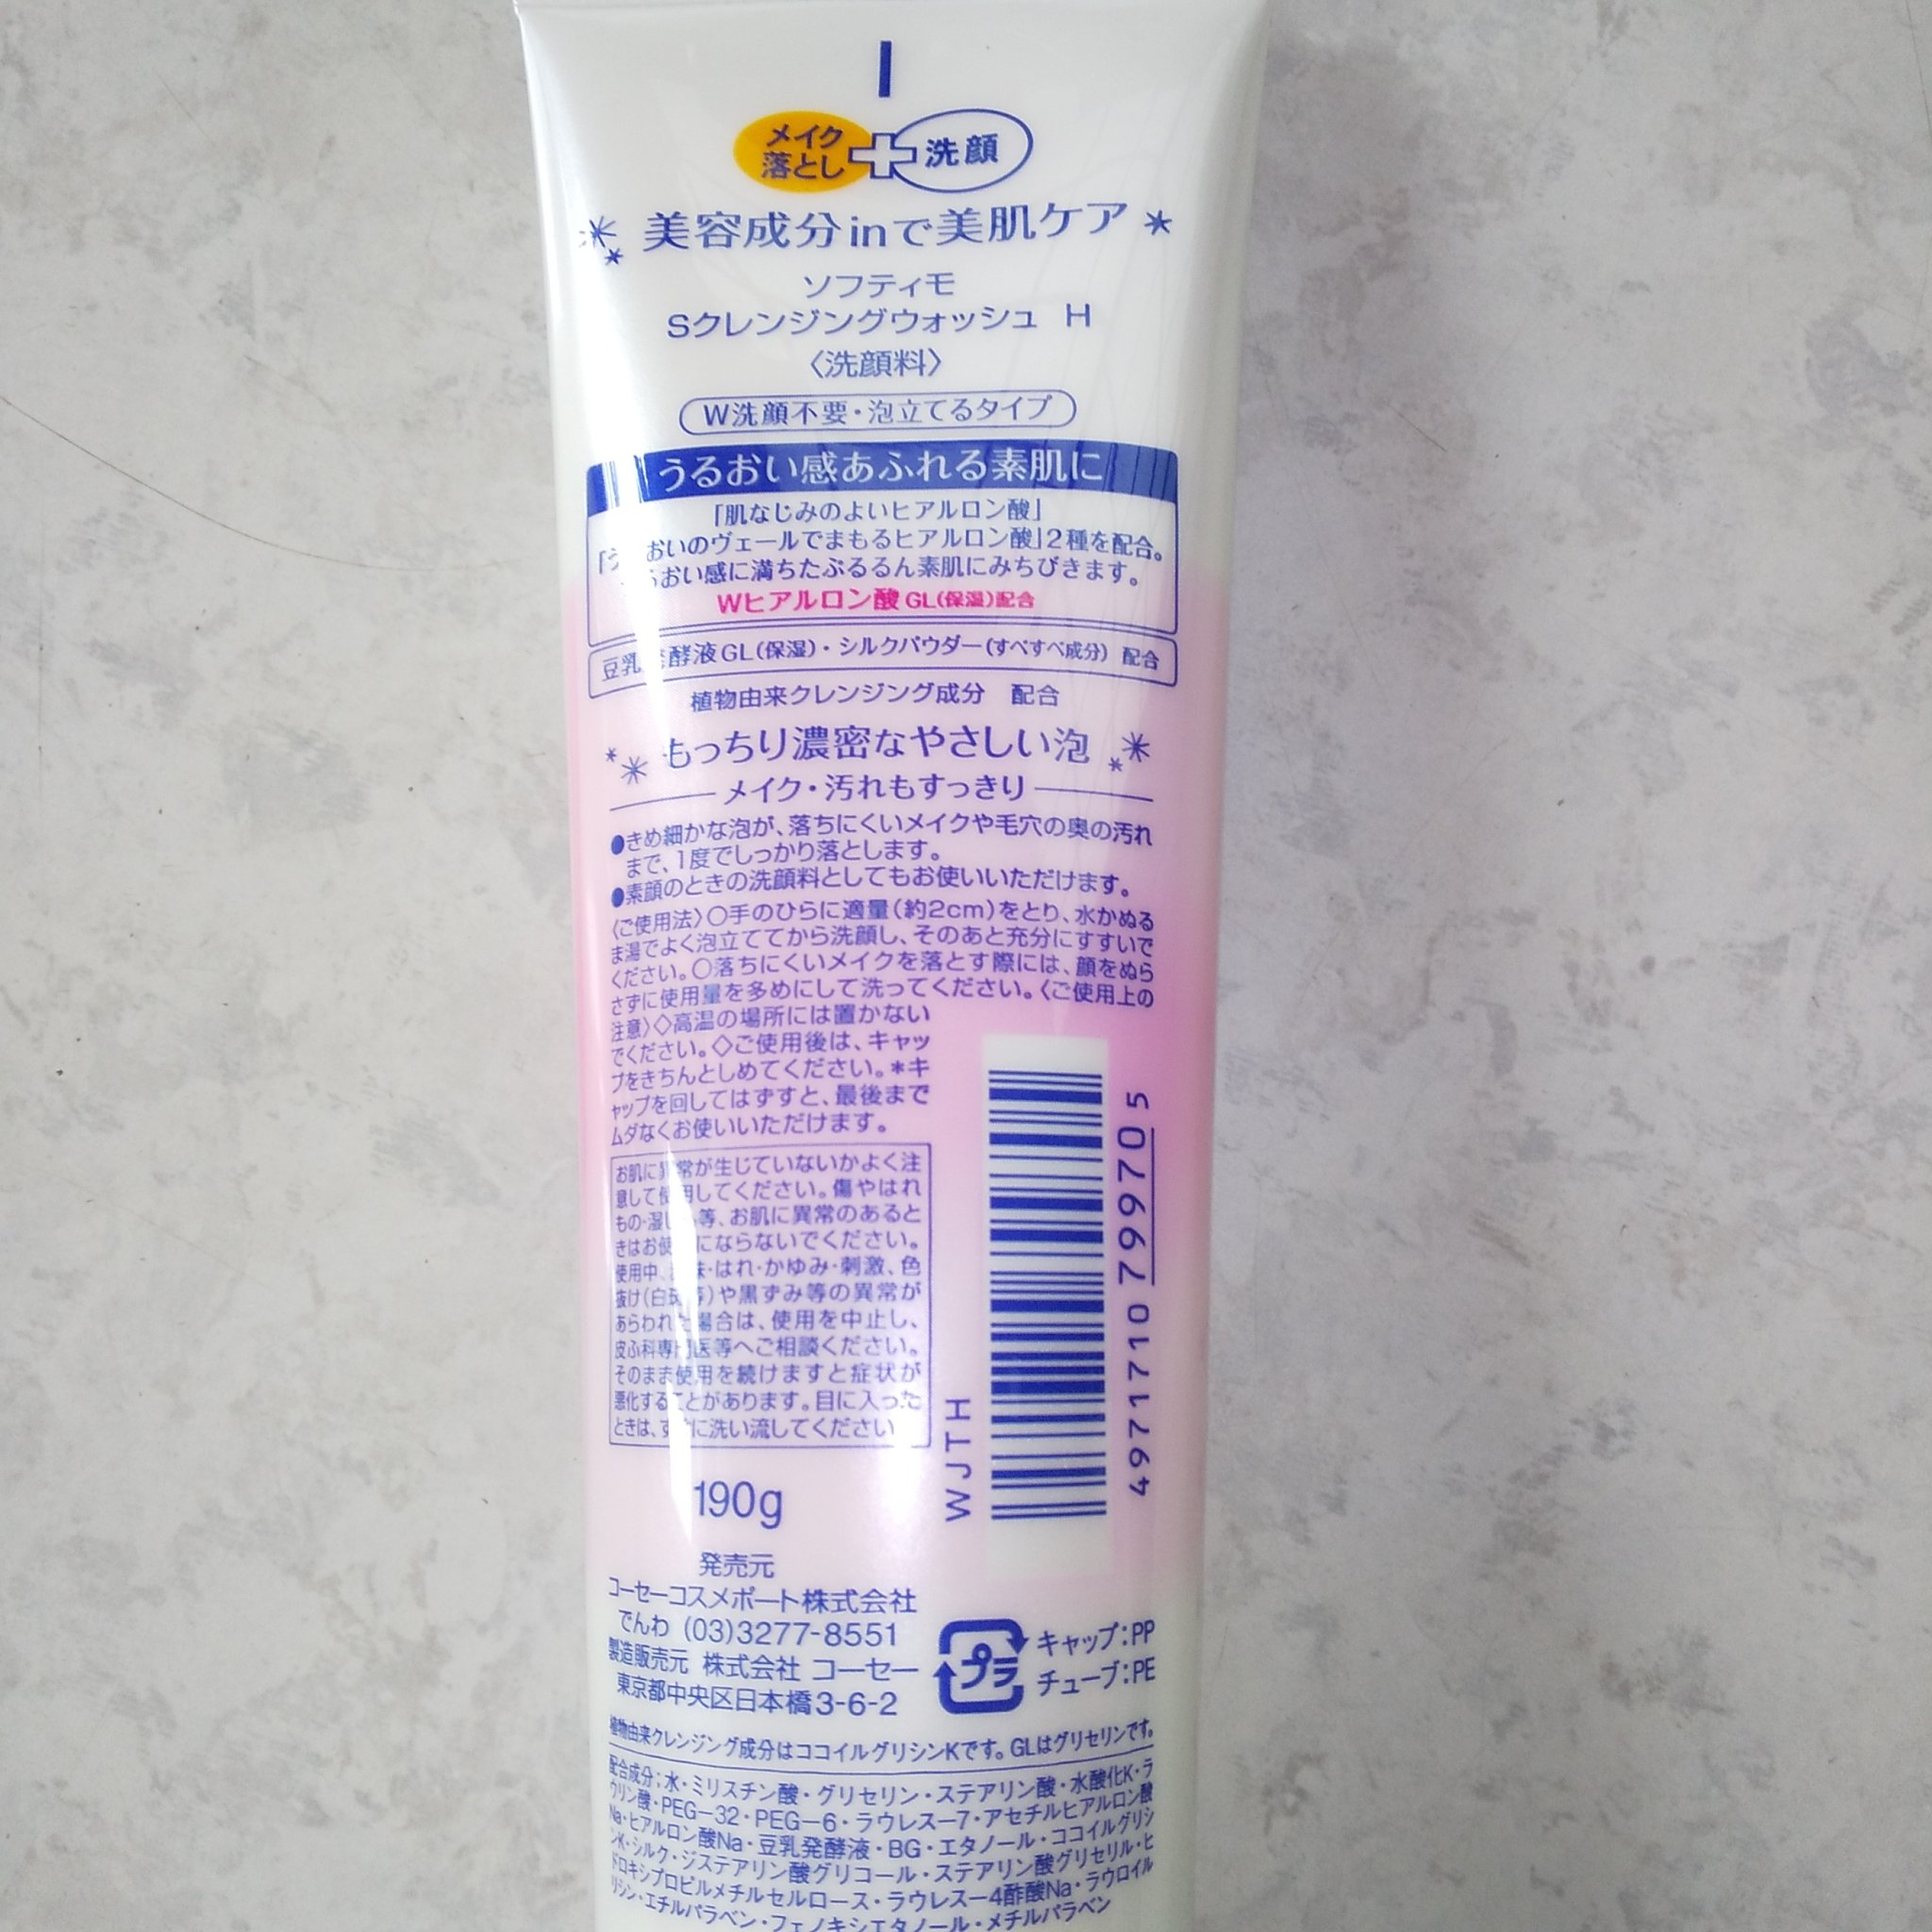 メイク
落とし
洗顔
美容成分inで美肌ケア
ソフティモ
Sクレンジングウォッシュ H
〈洗顔料〉
W洗顔不要・泡立てるタイプ
うるおい感あふれる素肌に
「肌なじみのよいヒアルロン酸」
「う おいのヴェールでまもるヒアルロン酸」2種を配合。
るおい感に満ちたぷるるん素肌にみちびきます。
Wヒアルロン酸 GL(保湿)配合
豆乳発酵液GL(保湿)・シルクパウダー(すべすべ成分) 配合
植物由来クレンジング成分 配合
もっちり濃密なやさしい泡
メイク・汚れもすっきり
●きめ細かな泡が、落ちにくいメイクや毛穴の奥の汚れ
まで、1度でしっかり落とします。
●素顔のときの洗顔料としてもお使いいただけます。
〈ご使用法〉○手のひらに適量(約2cm)をとり、水かぬる
ま湯でよく泡立ててから洗顔し、そのあと充分にすすいで
ください。○落ちにくいメイクを落とす際には、顔をぬら
さずに使用量を多めにして洗ってください。〈ご使用上の
注意〉◇高温の場所には置かない
でください。◇ご使用後は、キャッ
プをきちんとしめてください。*キ
ャップを回してはずすと、最後まで
ムダなくお使いいただけます。
お肌に異常が生じていないかよく注
意して使用してください。傷やはれ
もの・湿しん等、お肌に異常のあると
きはお使いにならないでください。
使用中、赤味・はれ・かゆみ・刺激、色
抜け(白斑等)や黒ずみ等の異常が
あらわれた場合は、使用を中止し、
皮ふ科専門医等へご相談ください。
そのまま使用を続けますと症状が
悪化することがあります。目に入った
ときは、すぐに洗い流してください
WJTH
4971710 799705
190g
発売元
コーセーコスメポート株式会社
でんわ (03)3277-8551
製造販売元 株式会社 コーセー
東京都中央区日本橋3-6-2
プラ
キャップ:PP
チューブ:PE
植物由来クレンジング成分はココイルグリシンKです。GLはグリセリンです。
配合成分:水・ミリスチン酸・グリセリン・ステアリン酸・水酸化K・ラ
ウリン酸・PEG-32・PEG-6・ラウレス-7・アセチルヒアルロン酸
Na・ヒアルロン酸Na・豆乳発酵液・BG・エタノール・ココイルグリシ
ンK・シルク・ジステアリン酸グリコール・ステアリン酸グリセリル・ヒ
ドロキシプロピルメチルセルロース・ラウレス-4酢酸Na・ラウロイル
リシン・エチルパラベン・フェノキシエタノール・メチルパラベン